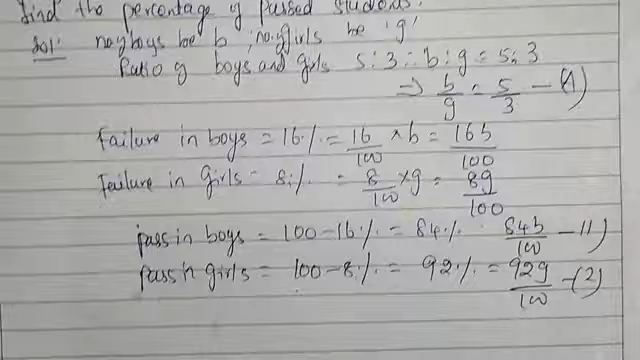 find the percentage of passed students.
Sol: no of boys be b, no. of girls be 'g'
Ratio of boys and girls 5:3 ∴ b:g = 5:3
⇒ b/g = 5/3 - (A)
Failure in boys = 16% = 16/100 × b = 16b/100
Failure in girls = 8% = 8/100 × g = 8g/100
pass in boys = 100-16% = 84% 84b/100 - (1)
pass in girls = 100-8% = 92% = 92g/100 - (2)